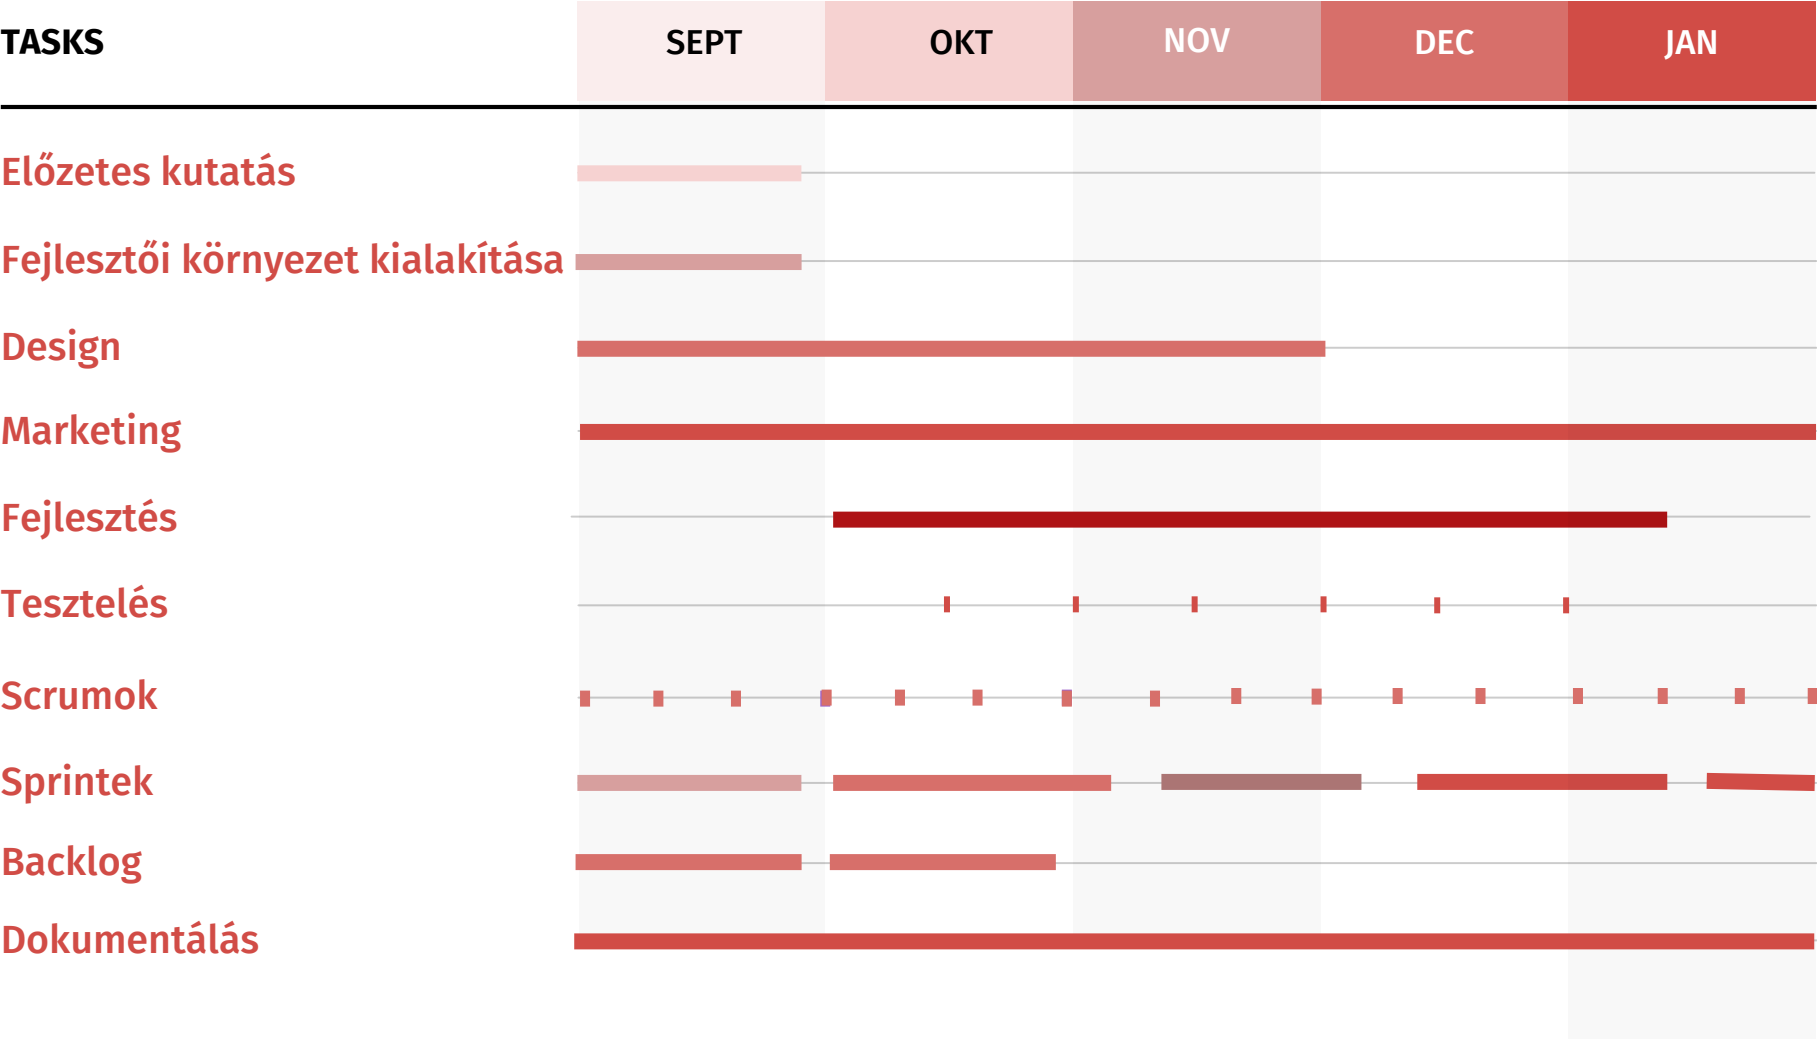 TASKS SEPT OKT NOV DEC JAN
Előzetes kutatás
Fejlesztői környezet kialakítása
Design
Marketing
Fejlesztés
Tesztelés
Scrumok
Sprintek
Backlog
Dokumentálás